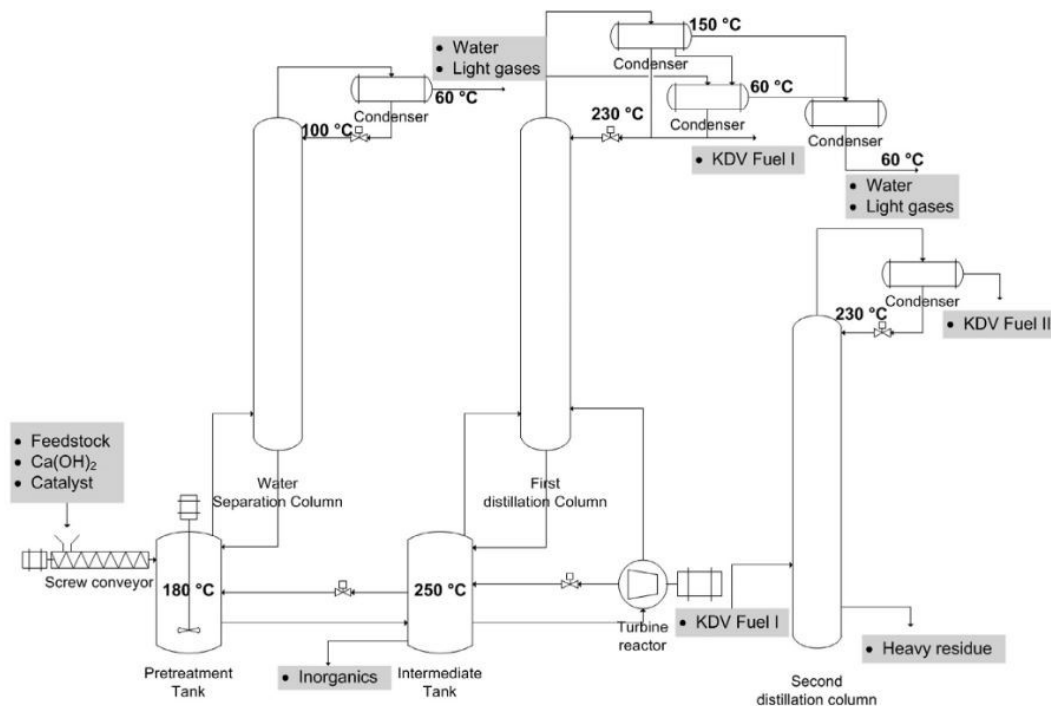 150 °C
• Water
• Light gases
Condenser
60 °C
Condenser
60 °C
100 °C
230 °C
Condenser
Condenser
• KDV Fuel I
60 °C
• Water
• Light gases
Condenser
230 °C
• KDV Fuel II
• Feedstock
• Ca(OH)₂
• Catalyst
Water
Separation Column
First
distillation Column
Screw conveyor
180 °C
250 °C
• KDV Fuel I
Turbine
reactor
• Heavy residue
• Inorganics
Pretreatment
Tank
Intermediate
Tank
Second
distillation column